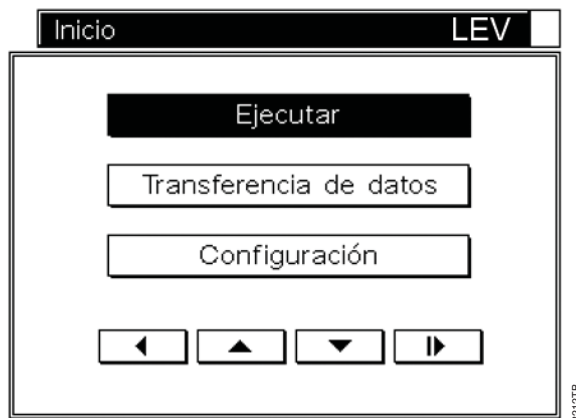 Inicio LEV
Ejecutar
Transferencia de datos
Configuración